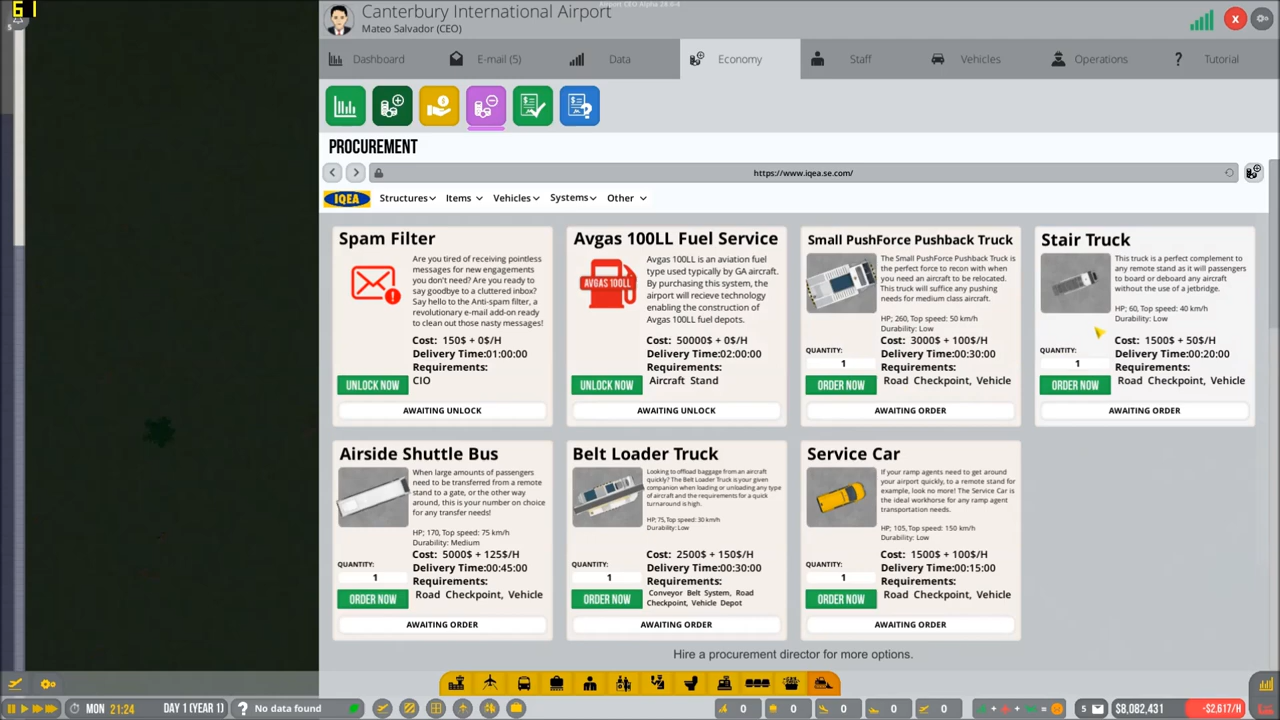 61
Airport CEO Alpha 28.0-4
Canterbury International Airport
Mateo Salvador (CEO)
5
Dashboard E-mail (5) Data Economy Staff Vehicles Operations Tutorial
PROCUREMENT
https://www.iqea.se.com/
IQEA Structures Items Vehicles Systems Other
Spam Filter
Are you tired of receiving pointless
messages for new engagements
you don't need? Are you ready
to say goodbye to a cluttered inbox?
Say hello to the Anti-spam filter, a
revolutionary e-mail add-on ready
to clean out those nasty messages!
Cost: 150$ + 0$/H
Delivery Time:01:00:00
Requirements:
CIO
UNLOCK NOW
AWAITING UNLOCK
Avgas 100LL Fuel Service
AVGAS 100LL
Avgas 100LL is an aviation fuel
type used typically by GA aircraft.
By purchasing this system, the
airport will recieve technology
enabling the construction of
Avgas 100LL fuel depots.
Cost: 50000$ + 0$/H
Delivery Time:02:00:00
Requirements:
Aircraft Stand
UNLOCK NOW
AWAITING UNLOCK
Small PushForce Pushback Truck
The Small PushForce Pushback Truck is
the perfect force to recon with when
you need an aircraft to be relocated.
This truck will suffice any pushing
needs for medium class aircraft.
HP; 260, Top speed: 50 km/h
Durability: Low
QUANTITY:
1
Cost: 3000$ + 100$/H
Delivery Time:00:30:00
Requirements:
Road Checkpoint, Vehicle
ORDER NOW
AWAITING ORDER
Stair Truck
This truck is a perfect complement to
any remote stand as it will passengers
to board or deboard any aircraft
without the use of a jetbridge.
HP; 60, Top speed: 40 km/h
Durability: Low
QUANTITY:
1
Cost: 1500$ + 50$/H
Delivery Time:00:20:00
Requirements:
Road Checkpoint, Vehicle
ORDER NOW
AWAITING ORDER
Airside Shuttle Bus
When large amounts of passengers
need to be transferred from a remote
stand to a gate, or the other way
around, this is your number on choice
for any transfer needs!
HP; 170, Top speed: 75 km/h
Durability: Medium
QUANTITY:
1
Cost: 5000$ + 125$/H
Delivery Time:00:45:00
Requirements:
Road Checkpoint, Vehicle
ORDER NOW
AWAITING ORDER
Belt Loader Truck
Looking to offload baggage from an aircraft
quickly? The Belt Loader Truck is your given
companion when loading or unloading any type
of aircraft and the requirements for a quick
turnaround is high.
HP; 75, Top speed: 30 km/h
Durability: Low
QUANTITY:
1
Cost: 2500$ + 150$/H
Delivery Time:00:30:00
Requirements:
Conveyor Belt System, Road
Checkpoint, Vehicle Depot
ORDER NOW
AWAITING ORDER
Service Car
If your ramp agents need to get around
your airport quickly, to a remote stand for
example, look no more! The Service Car is
the ideal workhorse for any ramp agent
transportation needs.
HP; 105, Top speed: 150 km/h
Durability: Low
QUANTITY:
1
Cost: 1500$ + 100$/H
Delivery Time:00:15:00
Requirements:
Road Checkpoint, Vehicle
ORDER NOW
AWAITING ORDER
Hire a procurement director for more options.
MON 21:24 DAY 1 (YEAR 1) ? No data found 0 0 0 0 0 5 $8,082,431 -$2,617/H